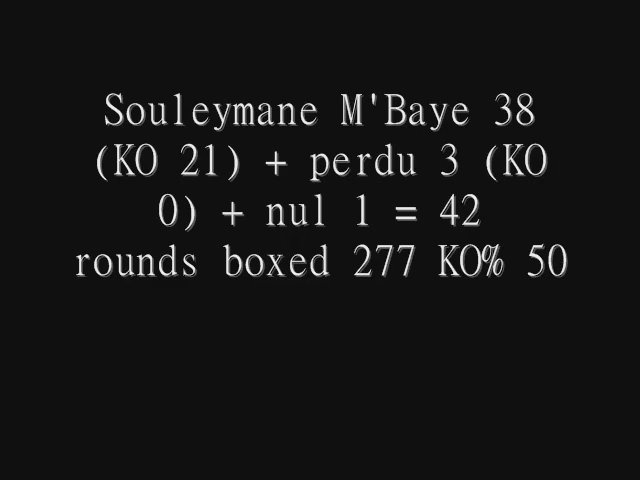 Souleymane M'Baye 38
(KO 21) + perdu 3 (KO
0) + nul 1 = 42
rounds boxed 277 KO% 50